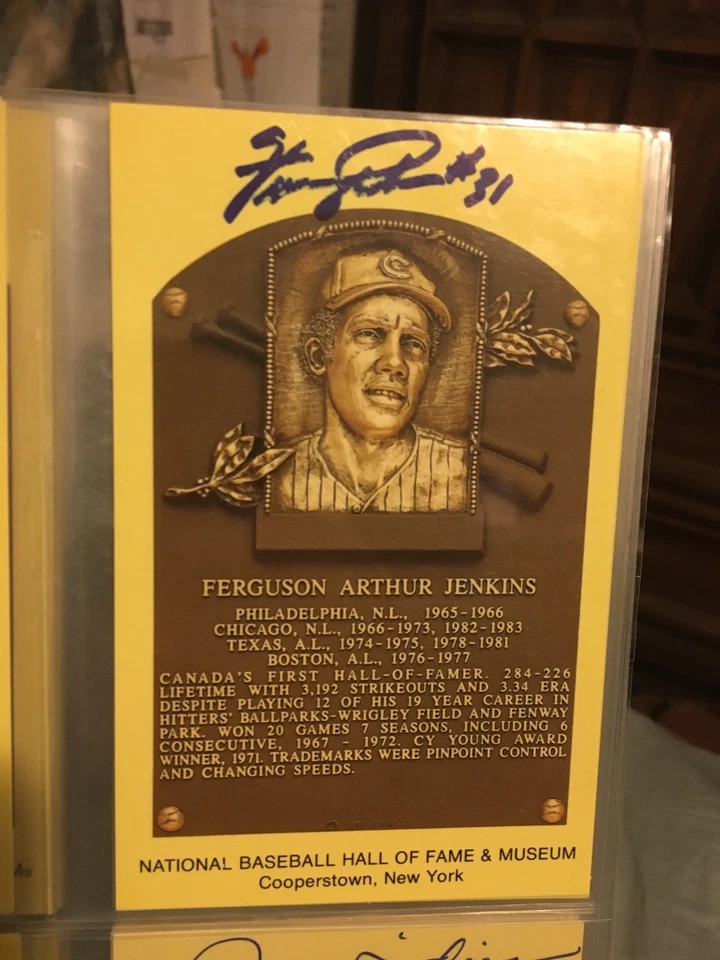 Fergie Jenkins #31
C
FERGUSON ARTHUR JENKINS
PHILADELPHIA, N.L., 1965-1966
CHICAGO, N.L., 1966-1973, 1982-1983
TEXAS, A.L., 1974-1975, 1978-1981
BOSTON, A.L., 1976-1977
CANADA'S FIRST HALL-OF-FAMER. 284-226
LIFETIME WITH 3,192 STRIKEOUTS AND 3.34 ERA
DESPITE PLAYING 12 OF HIS 19 YEAR CAREER IN
HITTERS' BALLPARKS-WRIGLEY FIELD AND FENWAY
PARK. WON 20 GAMES 7 SEASONS, INCLUDING 6
CONSECUTIVE, 1967 - 1972. CY YOUNG AWARD
WINNER, 1971. TRADEMARKS WERE PINPOINT CONTROL
AND CHANGING SPEEDS.
NATIONAL BASEBALL HALL OF FAME & MUSEUM
Cooperstown, New York